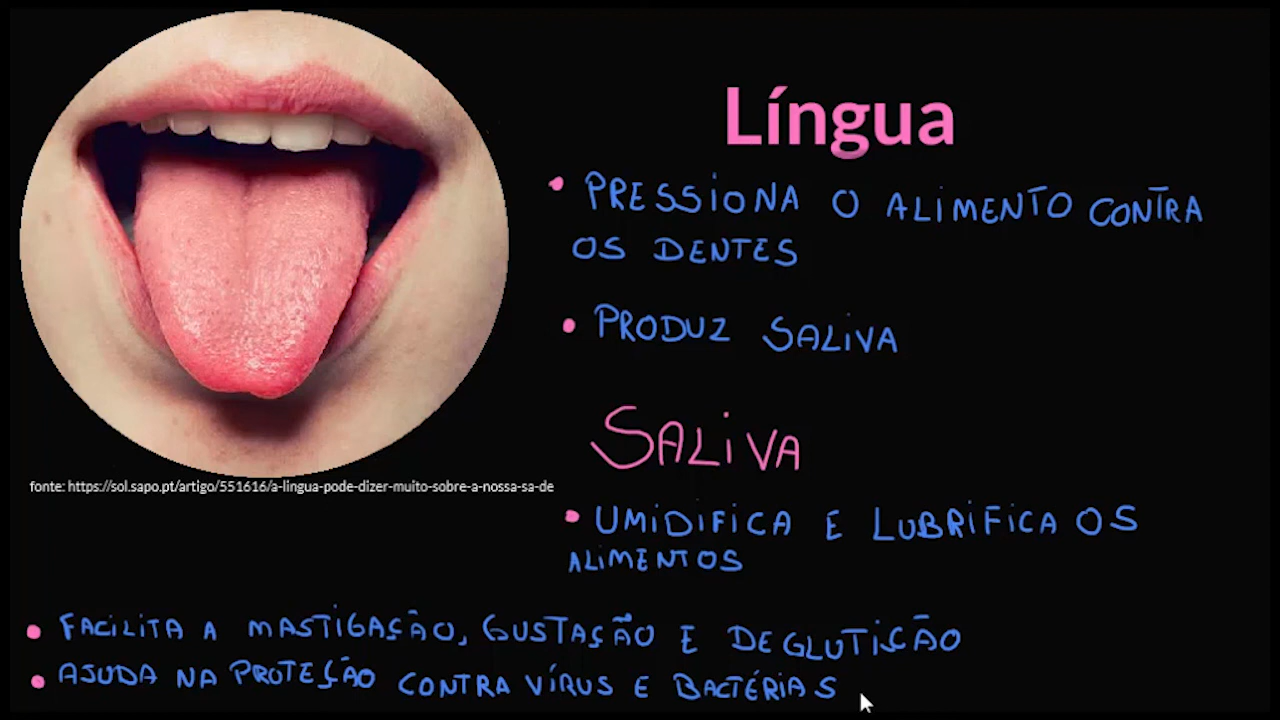 Língua
• PRESSIONA O ALIMENTO CONTRA
OS DENTES
• PRODUZ SALIVA
SALIVA
fonte: https://sol.sapo.pt/artigo/551616/a-lingua-pode-dizer-muito-sobre-a-nossa-sa-de
• UMIDIFICA E LUBRIFICA OS
ALIMENTOS
• FACILITA A MASTIGAÇÃO, GUSTAÇÃO E DEGLUTIÇÃO
• AJUDA NA PROTEÇÃO CONTRA VÍRUS E BACTÉRIAS